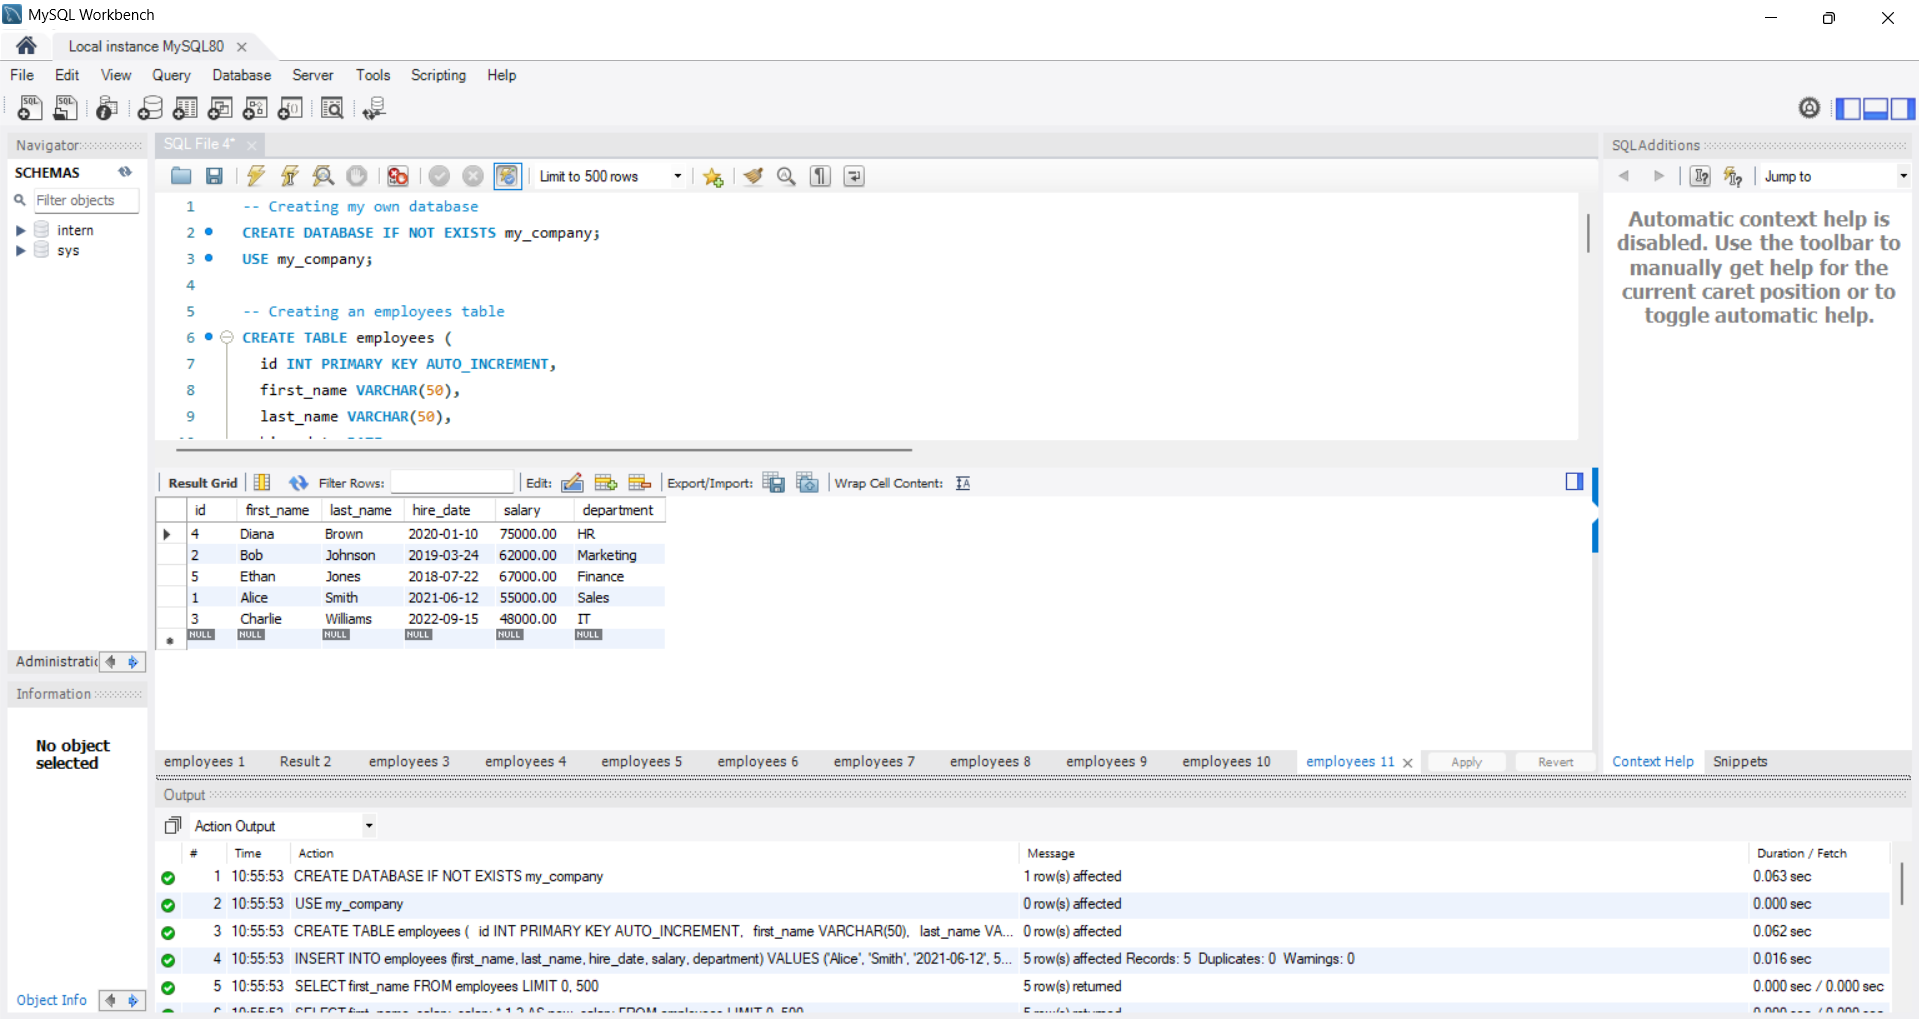 MySQL Workbench
Local instance MySQL80
File Edit View Query Database Server Tools Scripting Help
Navigator
SCHEMAS
Filter objects
intern
sys
Administratic
Information
No object
selected
Object Info
SQL File 4*
Limit to 500 rows
1 -- Creating my own database
2 CREATE DATABASE IF NOT EXISTS my_company;
3 USE my_company;
4
5 -- Creating an employees table
6 CREATE TABLE employees (
7 id INT PRIMARY KEY AUTO_INCREMENT,
8 first_name VARCHAR(50),
9 last_name VARCHAR(50),
Result Grid Filter Rows: Edit: Export/Import: Wrap Cell Content:
id first_name last_name hire_date salary department
4 Diana Brown 2020-01-10 75000.00 HR
2 Bob Johnson 2019-03-24 62000.00 Marketing
5 Ethan Jones 2018-07-22 67000.00 Finance
1 Alice Smith 2021-06-12 55000.00 Sales
3 Charlie Williams 2022-09-15 48000.00 IT
NULL NULL NULL NULL NULL NULL
employees 1 Result 2 employees 3 employees 4 employees 5 employees 6 employees 7 employees 8 employees 9 employees 10 employees 11 Apply Revert
SQLAdditions
Jump to
Automatic context help is
disabled. Use the toolbar to
manually get help for the
current caret position or to
toggle automatic help.
Context Help Snippets
Output
Action Output
# Time Action Message Duration / Fetch
1 10:55:53 CREATE DATABASE IF NOT EXISTS my_company 1 row(s) affected 0.063 sec
2 10:55:53 USE my_company 0 row(s) affected 0.000 sec
3 10:55:53 CREATE TABLE employees ( id INT PRIMARY KEY AUTO_INCREMENT, first_name VARCHAR(50), last_name VA... 0 row(s) affected 0.062 sec
4 10:55:53 INSERT INTO employees (first_name, last_name, hire_date, salary, department) VALUES ('Alice', 'Smith', '2021-06-12', 5... 5 row(s) affected Records: 5 Duplicates: 0 Warnings: 0 0.016 sec
5 10:55:53 SELECT first_name FROM employees LIMIT 0, 500 5 row(s) returned 0.000 sec / 0.000 sec